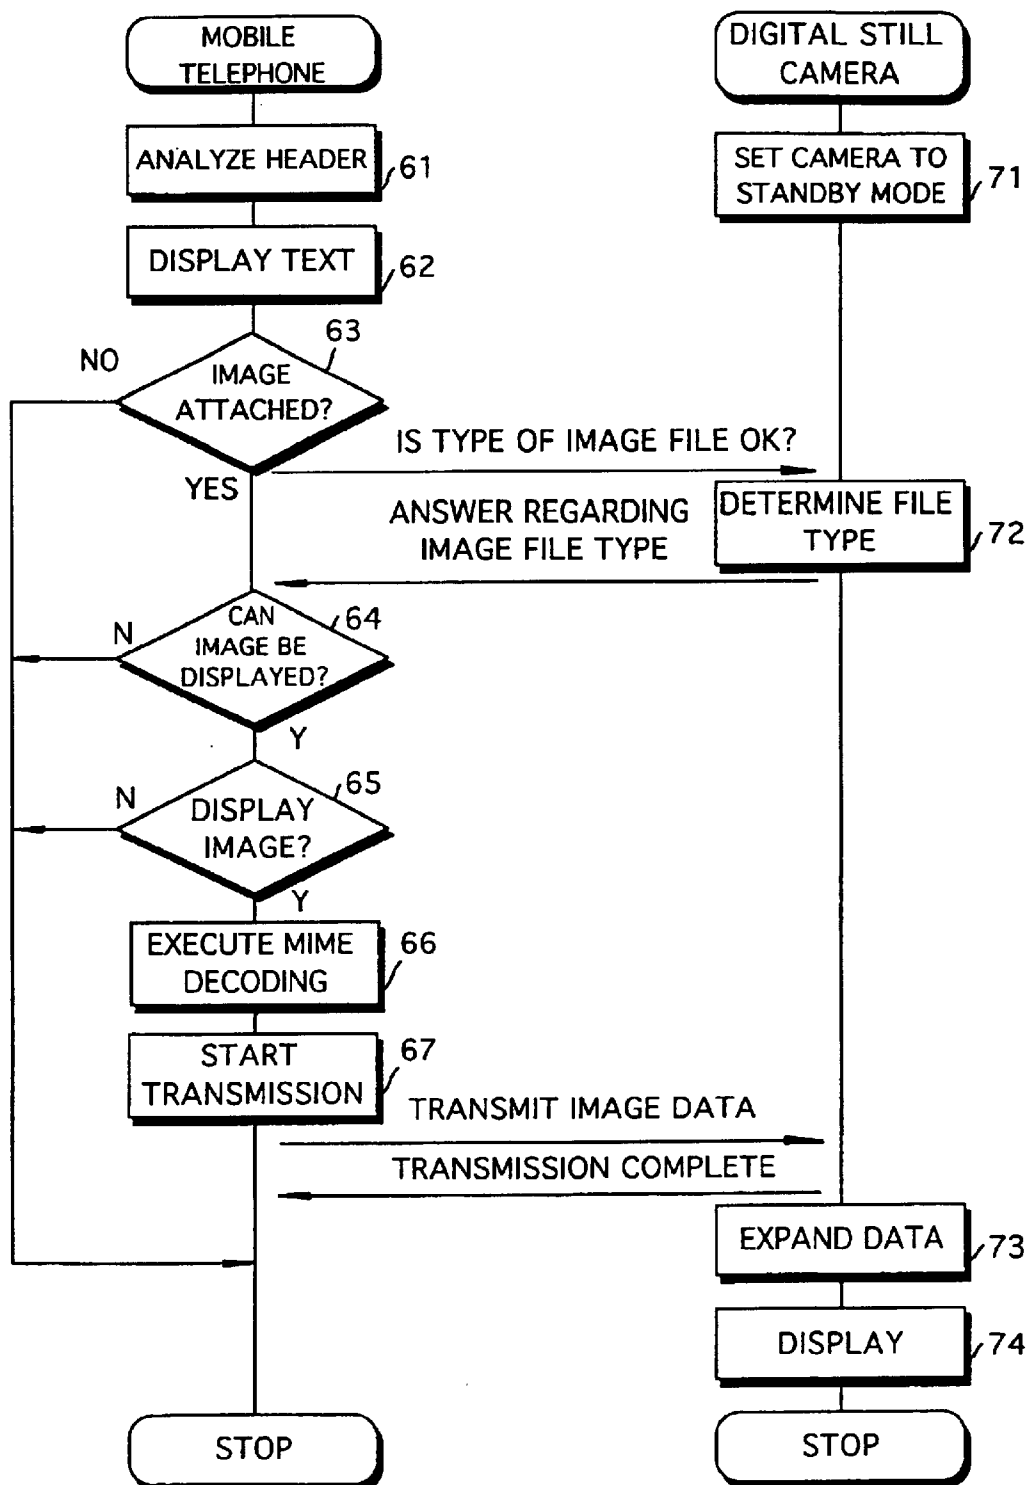 MOBILE
TELEPHONE
DIGITAL STILL
CAMERA
ANALYZE HEADER
61
SET CAMERA TO
STANDBY MODE
71
DISPLAY TEXT
62
63
NO
IMAGE
ATTACHED?
YES
IS TYPE OF IMAGE FILE OK?
ANSWER REGARDING
IMAGE FILE TYPE
DETERMINE FILE
TYPE
72
CAN
IMAGE BE
DISPLAYED?
64
N
Y
65
N
DISPLAY
IMAGE?
Y
EXECUTE MIME
DECODING
66
START
TRANSMISSION
67
TRANSMIT IMAGE DATA
TRANSMISSION COMPLETE
EXPAND DATA
73
DISPLAY
74
STOP
STOP